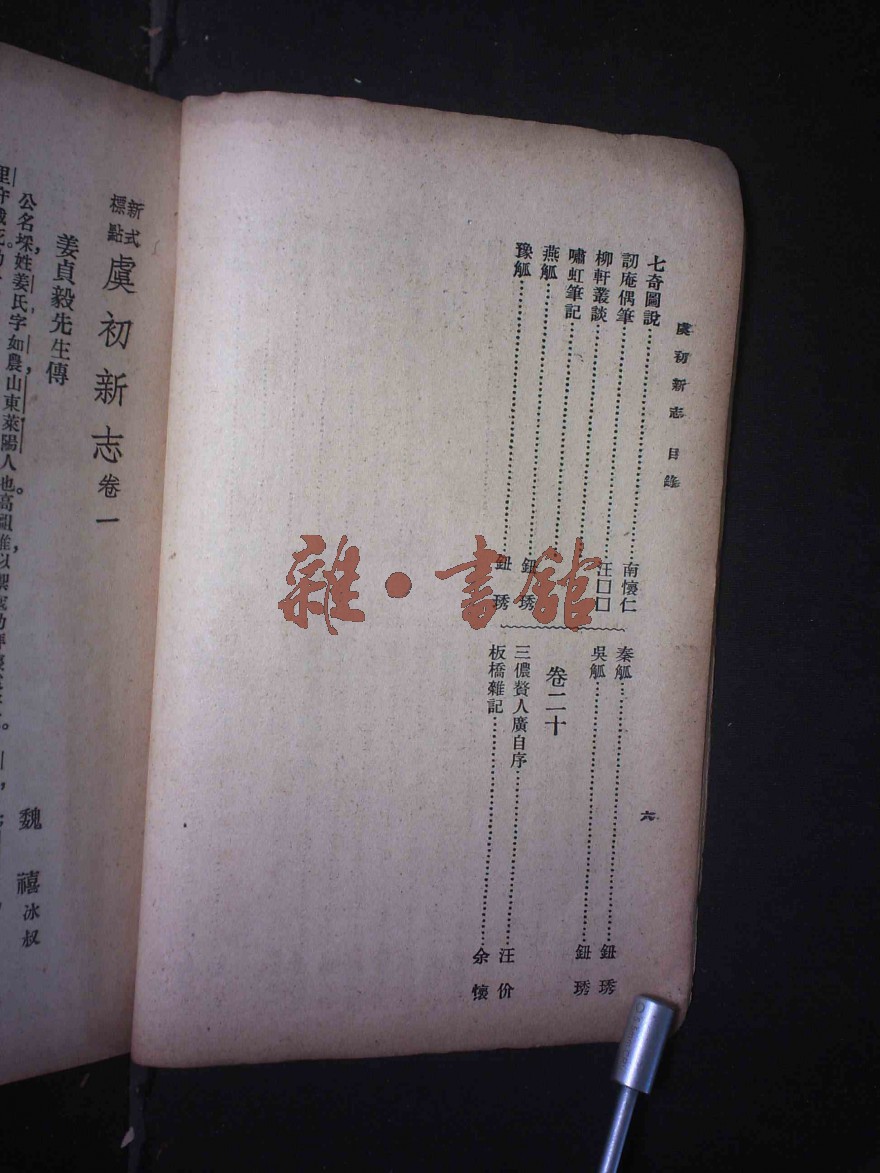 虞初新志 目錄 六
七奇圖說……南懷仁
訒庵偶筆……汪口口
柳軒叢談……
嘯虹筆記……
燕觚……鈕琇
豫觚……鈕琇
秦觚……鈕琇
吳觚……鈕琇
卷二十
三儂贅人廣自序……汪价
板橋雜記……余懷
新式標點 虞初新志 卷一
姜貞毅先生傳
魏禧 冰叔
公名埰,姓姜氏,字如農,山東萊陽人也。高
雜·書館